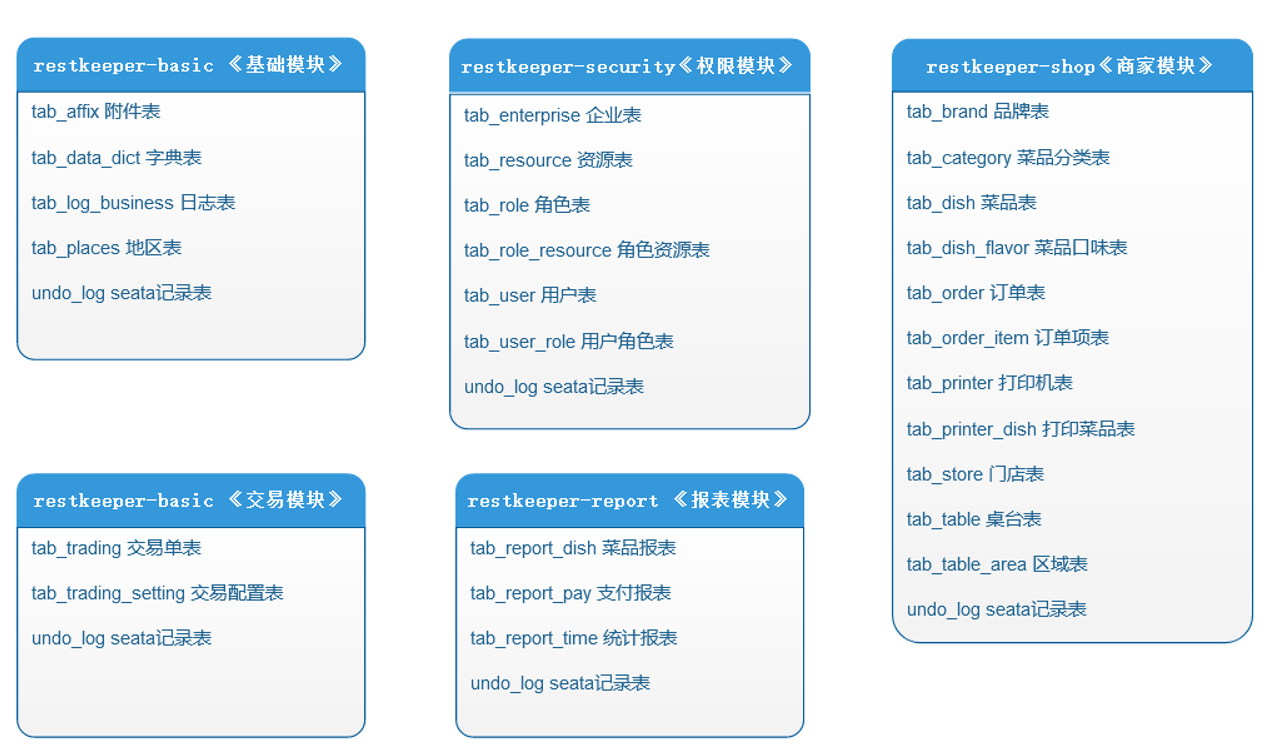 restkeeper-basic 《基础模块》
tab_affix 附件表
tab_data_dict 字典表
tab_log_business 日志表
tab_places 地区表
undo_log seata记录表
restkeeper-security《权限模块》
tab_enterprise 企业表
tab_resource 资源表
tab_role 角色表
tab_role_resource 角色资源表
tab_user 用户表
tab_user_role 用户角色表
undo_log seata记录表
restkeeper-shop《商家模块》
tab_brand 品牌表
tab_category 菜品分类表
tab_dish 菜品表
tab_dish_flavor 菜品口味表
tab_order 订单表
tab_order_item 订单项表
tab_printer 打印机表
tab_printer_dish 打印菜品表
tab_store 门店表
tab_table 桌台表
tab_table_area 区域表
undo_log seata记录表
restkeeper-basic 《交易模块》
tab_trading 交易单表
tab_trading_setting 交易配置表
undo_log seata记录表
restkeeper-report 《报表模块》
tab_report_dish 菜品报表
tab_report_pay 支付报表
tab_report_time 统计报表
undo_log seata记录表